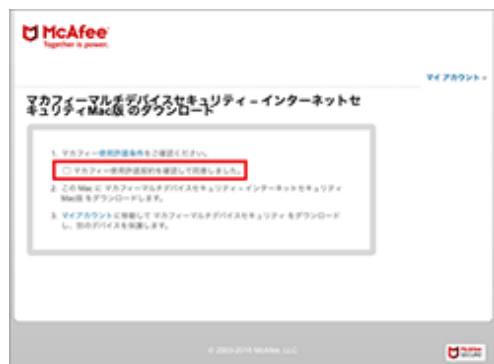 McAfee
Together is power.
マイ アカウント
マカフィーマルチデバイスセキュリティ – インターネットセ
キュリティMac版 のダウンロード
1. マカフィー使用許諾条件をご確認ください。
マカフィー使用許諾契約を確認して同意しました。
2. この Mac に マカフィーマルチデバイスセキュリティ – インターネットセキュリティ
Mac版 をダウンロードします。
3. マイアカウントに移動して マカフィーマルチデバイスセキュリティ をダウンロード
し、別のデバイスを保護します。
© 2003-2018 McAfee, LLC
McAfee
SECURE